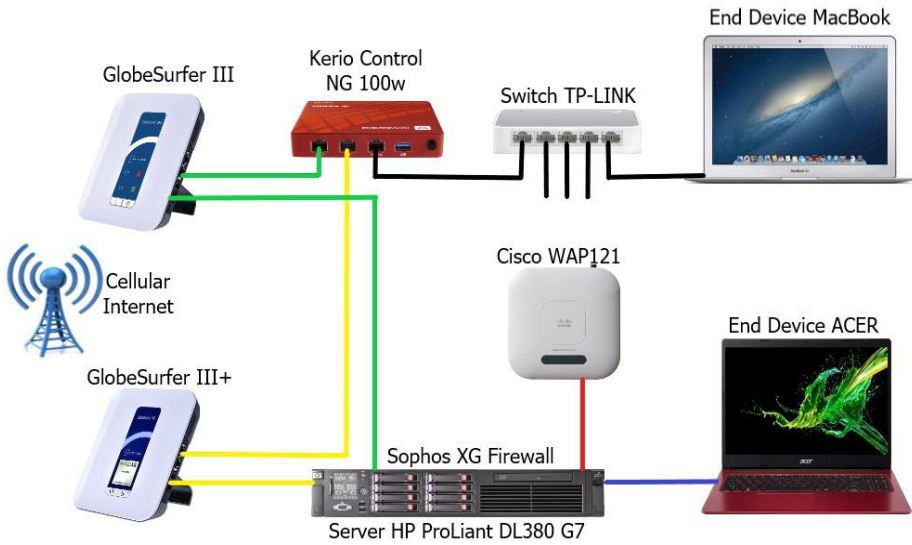 End Device MacBook
GlobeSurfer III
Kerio Control
NG 100w
Switch TP-LINK
Cisco WAP121
Cellular
Internet
End Device ACER
GlobeSurfer III+
Sophos XG Firewall
acer
Server HP ProLiant DL380 G7